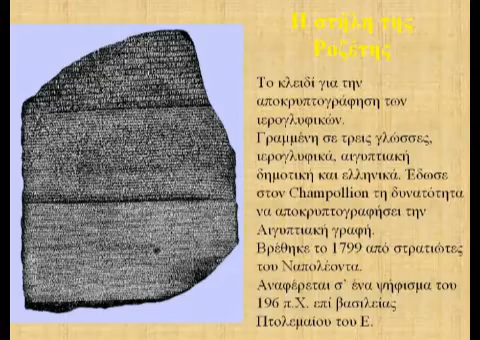 Η στήλη της
Ροζέτης
Το κλειδί για την
αποκρυπτογράφηση των
ιερογλυφικών.
Γραμμένη σε τρεις γλώσσες,
ιερογλυφικά, αιγυπτιακή
δημοτική και ελληνικά. Έδωσε
στον Champollion τη δυνατότητα
να αποκρυπτογραφήσει την
Αιγυπτιακή γραφή.
Βρέθηκε το 1799 από στρατιώτες
του Ναπολέοντα.
Αναφέρεται σ’ ένα ψήφισμα του
196 π.Χ. επί βασιλείας
Πτολεμαίου του Ε.